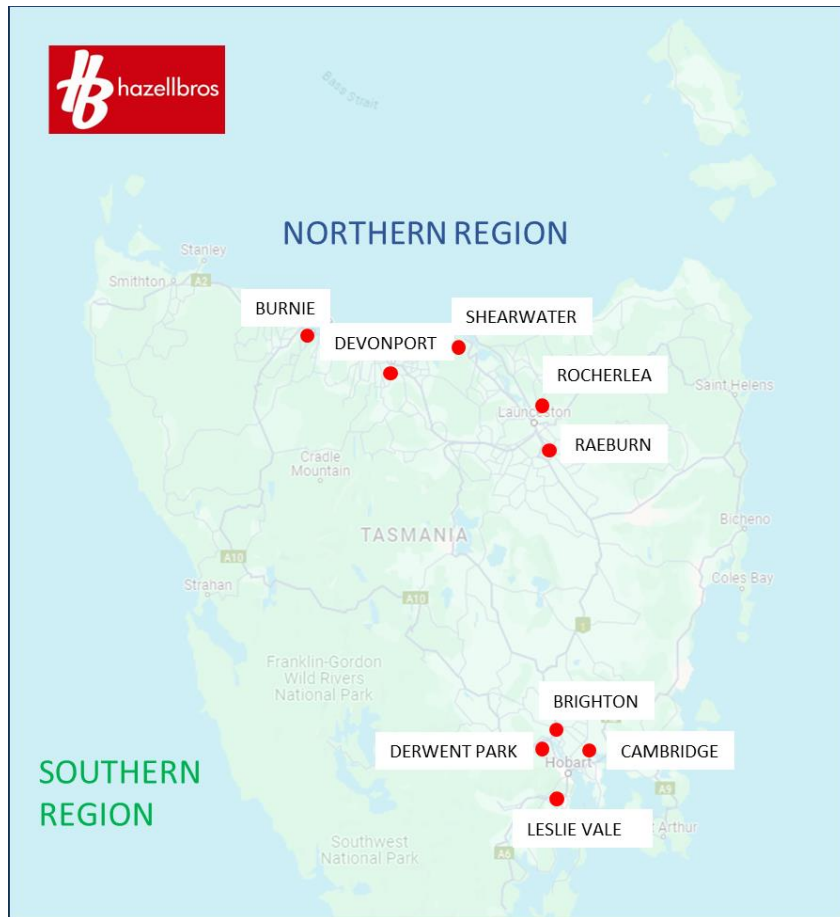 HB hazellbros
Bass Strait
NORTHERN REGION
Stanley
Smithton
A2
BURNIE
SHEARWATER
DEVONPORT
ROCHERLEA
Launceston
Saint Helens
RAEBURN
Cradle
Mountain
Bicheno
TASMANIA
A10
Strahan
A10
Coles Bay
1
Franklin-Gordon
Wild Rivers
National Park
BRIGHTON
DERWENT PARK
CAMBRIDGE
Hobart
SOUTHERN
REGION
A9
LESLIE VALE
Arthur
Southwest
National Park
A6